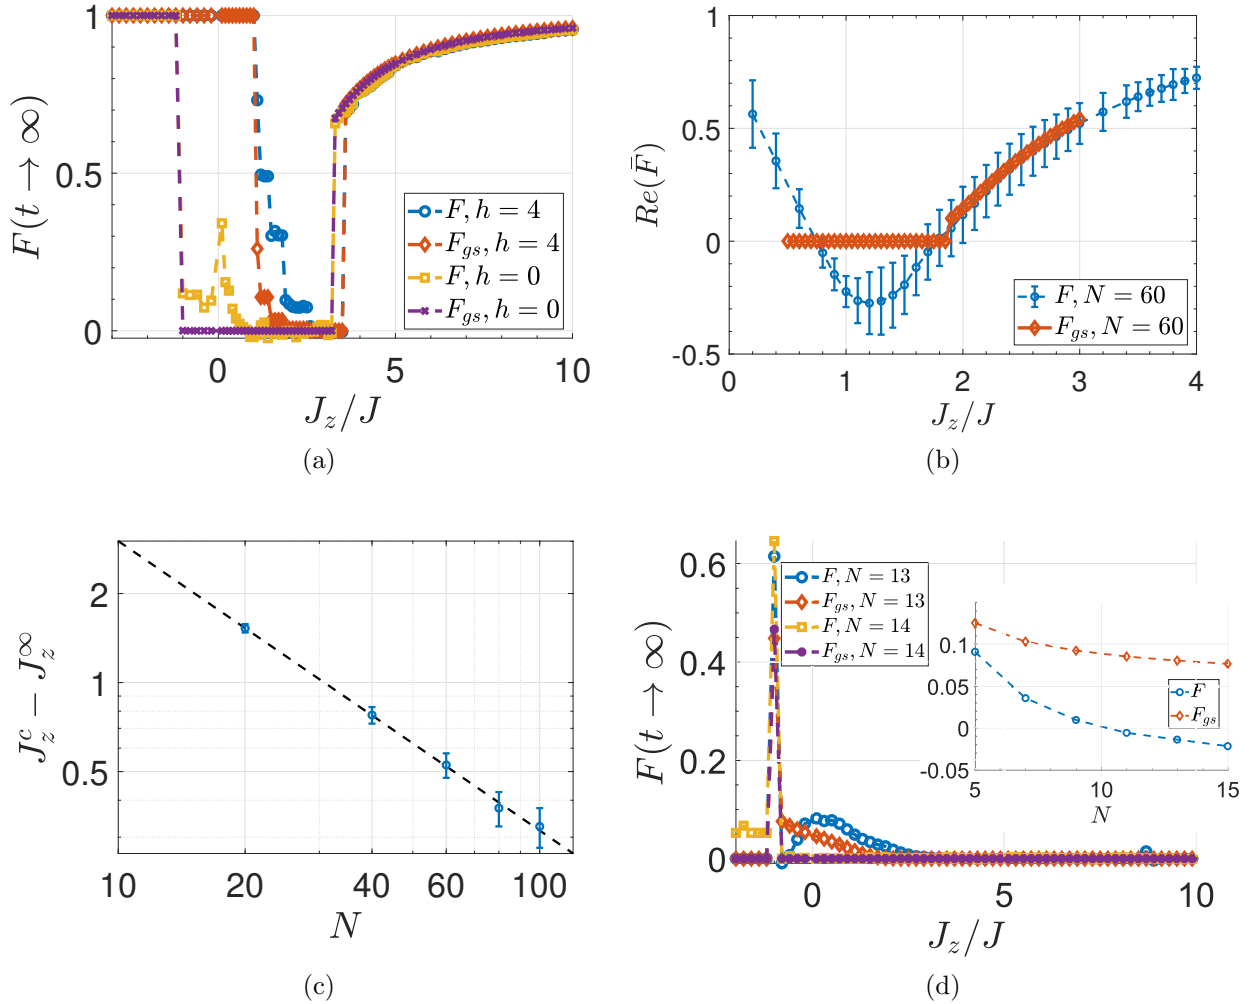 1
0.5
0
F(t → ∞)
0
5
10
J_z/J
F, h = 4
F_gs, h = 4
F, h = 0
F_gs, h = 0
(a)
1
0.5
0
-0.5
Re(F̄)
0
1
2
3
4
J_z/J
F, N = 60
F_gs, N = 60
(b)
2
1
0.5
J_z^c − J_z^∞
10
20
40
60
100
N
(c)
0.6
0.4
0.2
0
F(t → ∞)
0
5
10
J_z/J
F, N = 13
F_gs, N = 13
F, N = 14
F_gs, N = 14
0.1
0.05
0
-0.05
5
10
15
N
F
F_gs
(d)